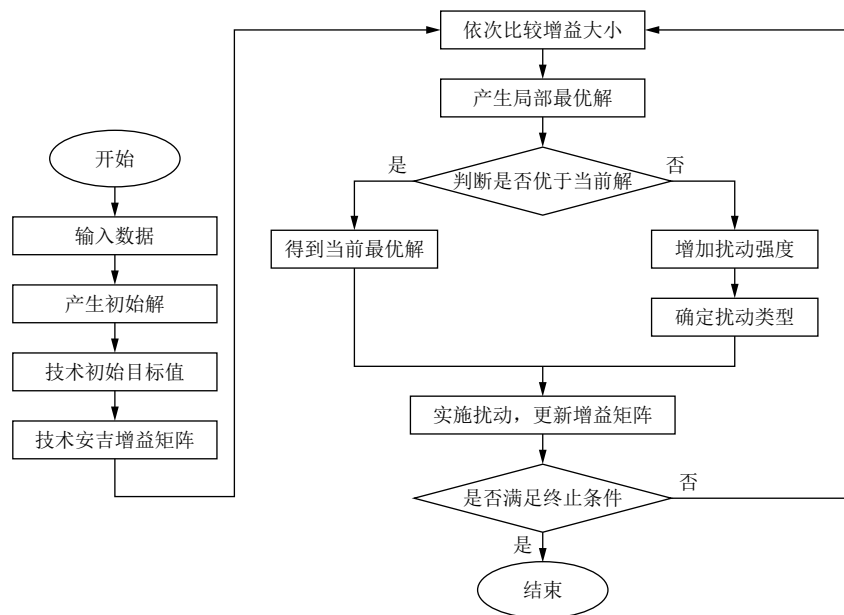 开始
输入数据
产生初始解
技术初始目标值
技术安吉增益矩阵
依次比较增益大小
产生局部最优解
判断是否优于当前解
是
否
得到当前最优解
增加扰动强度
确定扰动类型
实施扰动，更新增益矩阵
是否满足终止条件
否
是
结束